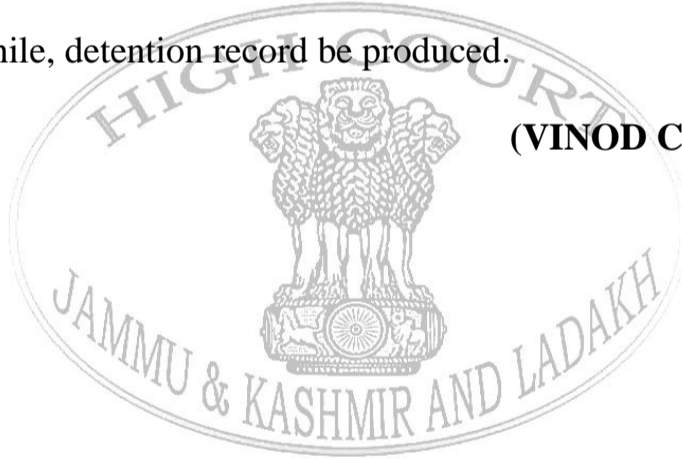 hile, detention record be produced.
HIGH COURT
(VINOD C
JAMMU & KASHMIR AND LADAKH